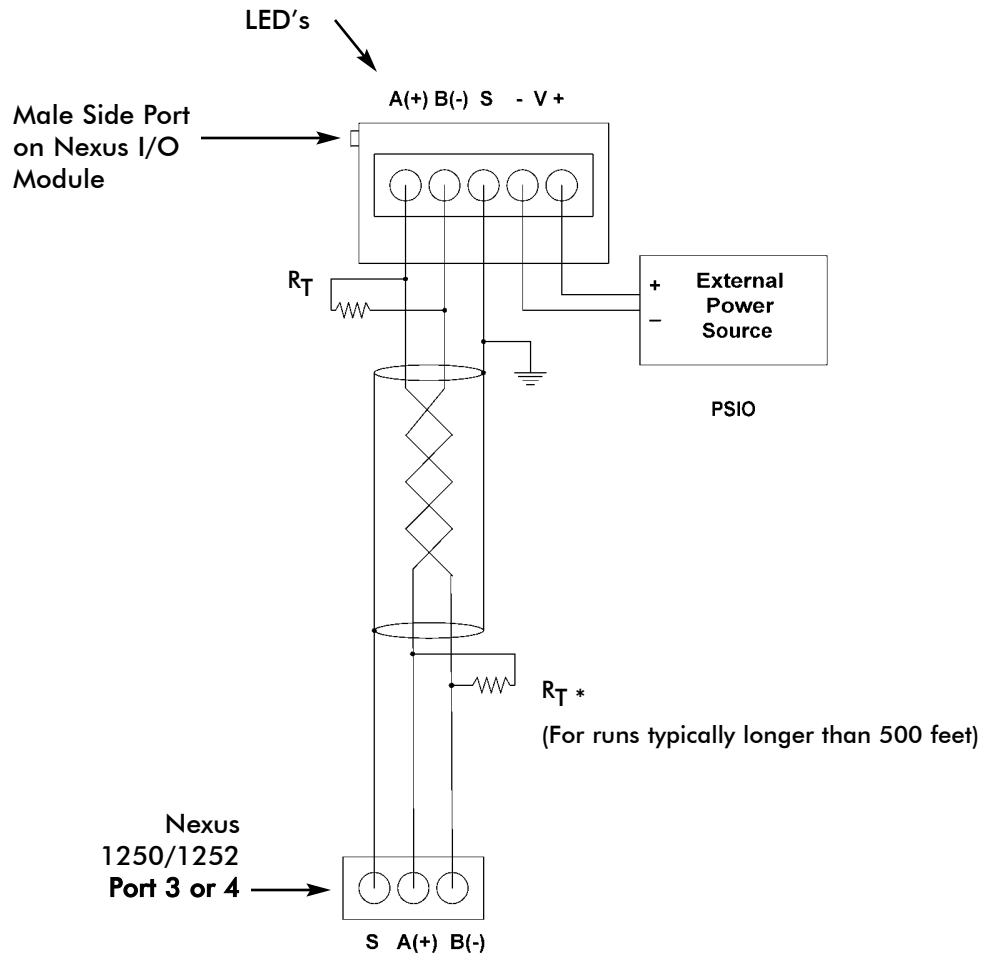 LED's
A(+) B(-) S - V +
Male Side Port
on Nexus I/O
Module
RT
+
–
External
Power
Source
PSIO
RT *
(For runs typically longer than 500 feet)
Nexus
1250/1252
Port 3 or 4
S A(+) B(-)